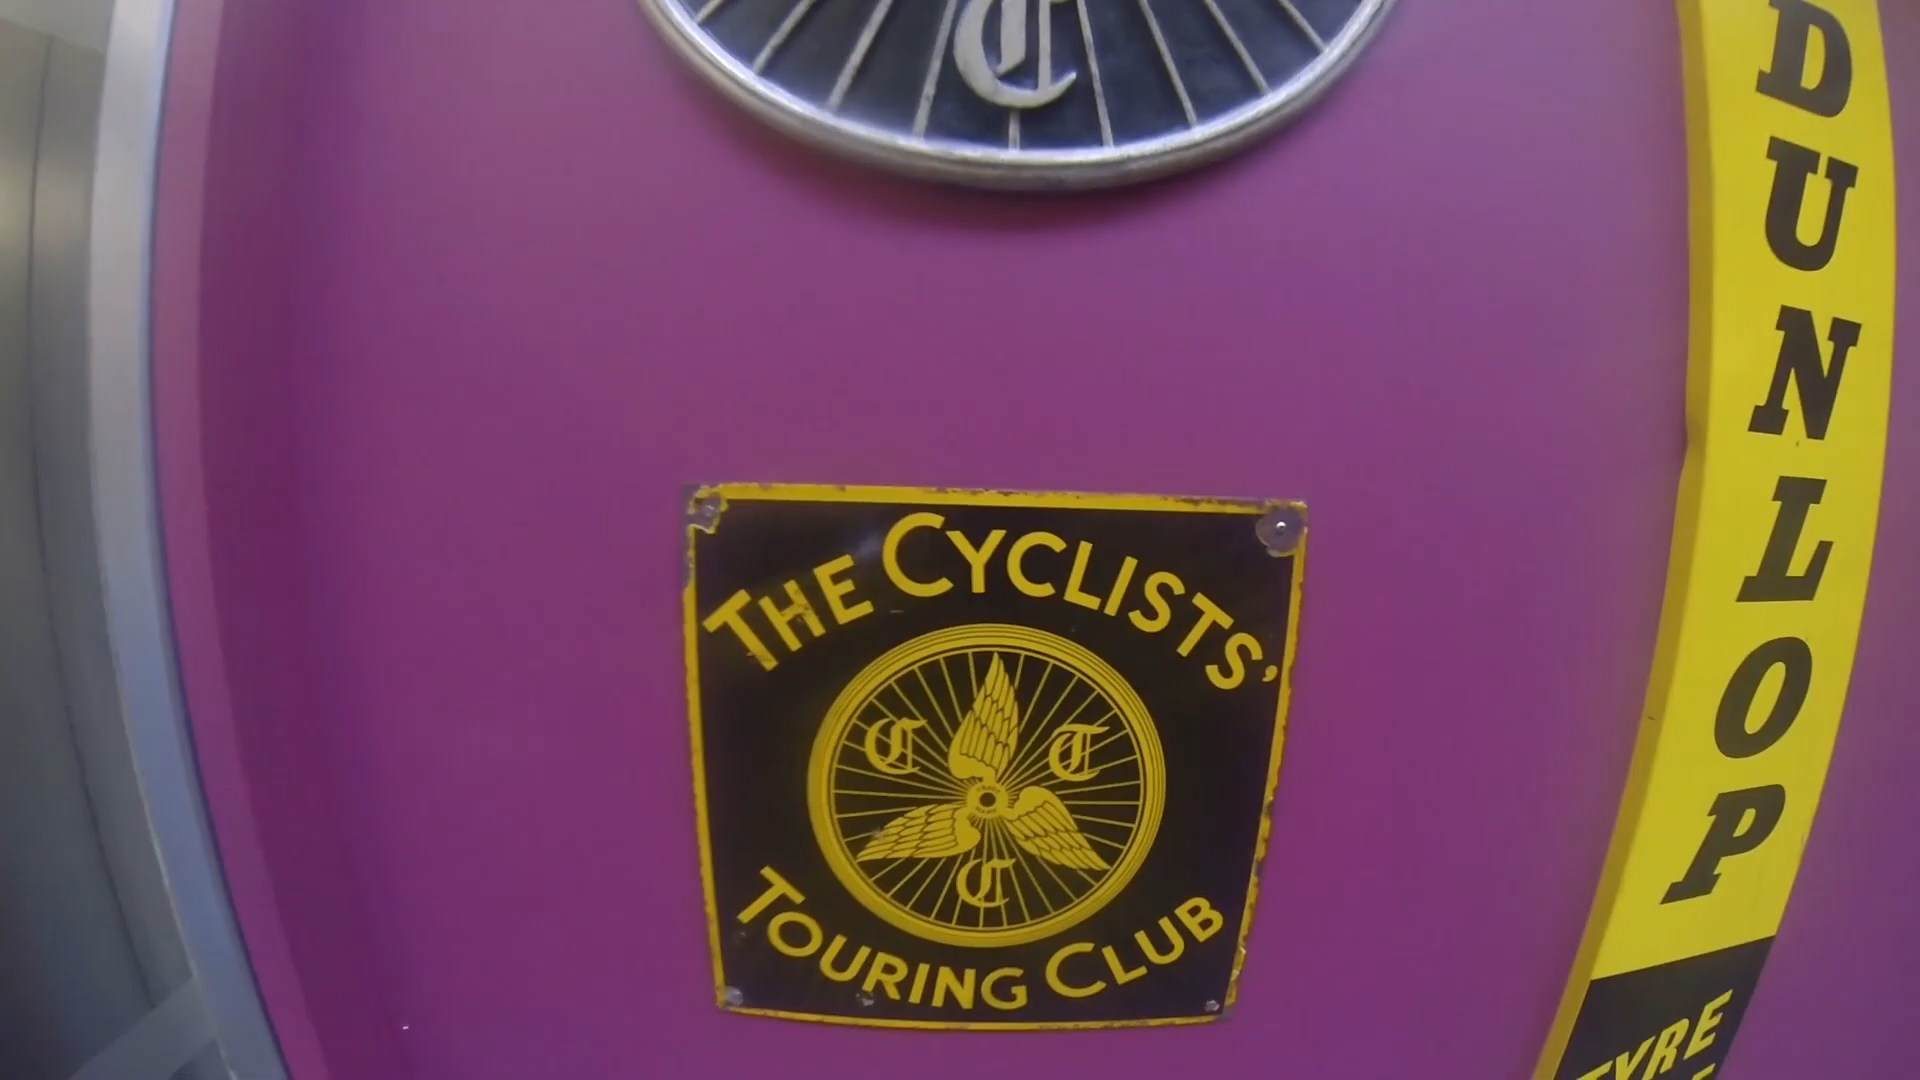 C
THE CYCLISTS'
C T
C
TOURING CLUB
DUNLOP
TYRE